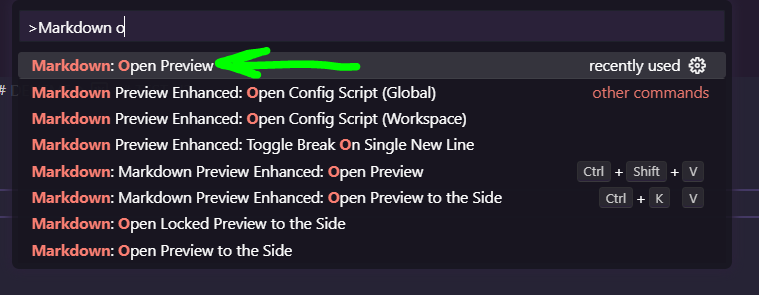 >Markdown o
Markdown: Open Preview recently used
Markdown Preview Enhanced: Open Config Script (Global) other commands
Markdown Preview Enhanced: Open Config Script (Workspace)
Markdown Preview Enhanced: Toggle Break On Single New Line
Markdown: Markdown Preview Enhanced: Open Preview Ctrl + Shift + V
Markdown: Markdown Preview Enhanced: Open Preview to the Side Ctrl + K V
Markdown: Open Locked Preview to the Side
Markdown: Open Preview to the Side